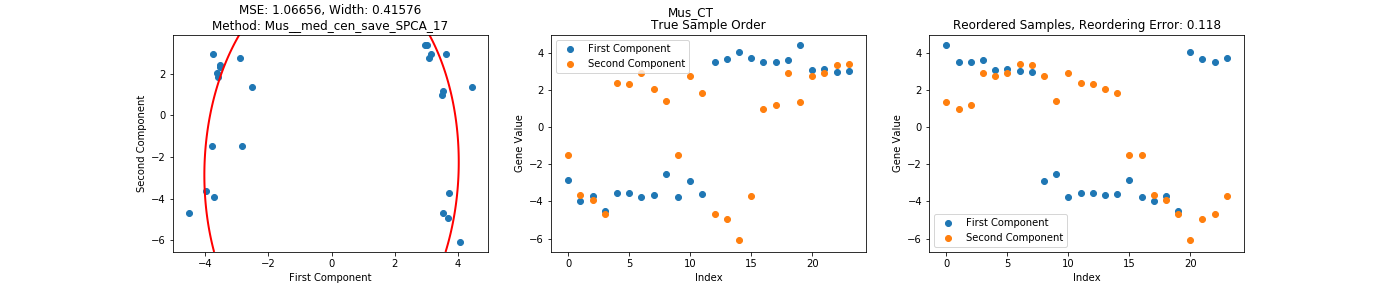 Mus_CT
MSE: 1.06656, Width: 0.41576
Method: Mus__med_cen_save_SPCA_17
Second Component
2
0
−2
−4
−6
−4
−2
0
2
4
First Component
True Sample Order
Gene Value
4
2
0
−2
−4
−6
First Component
Second Component
0
5
10
15
20
Index
Reordered Samples, Reordering Error: 0.118
Gene Value
4
2
0
−2
−4
−6
First Component
Second Component
0
5
10
15
20
Index